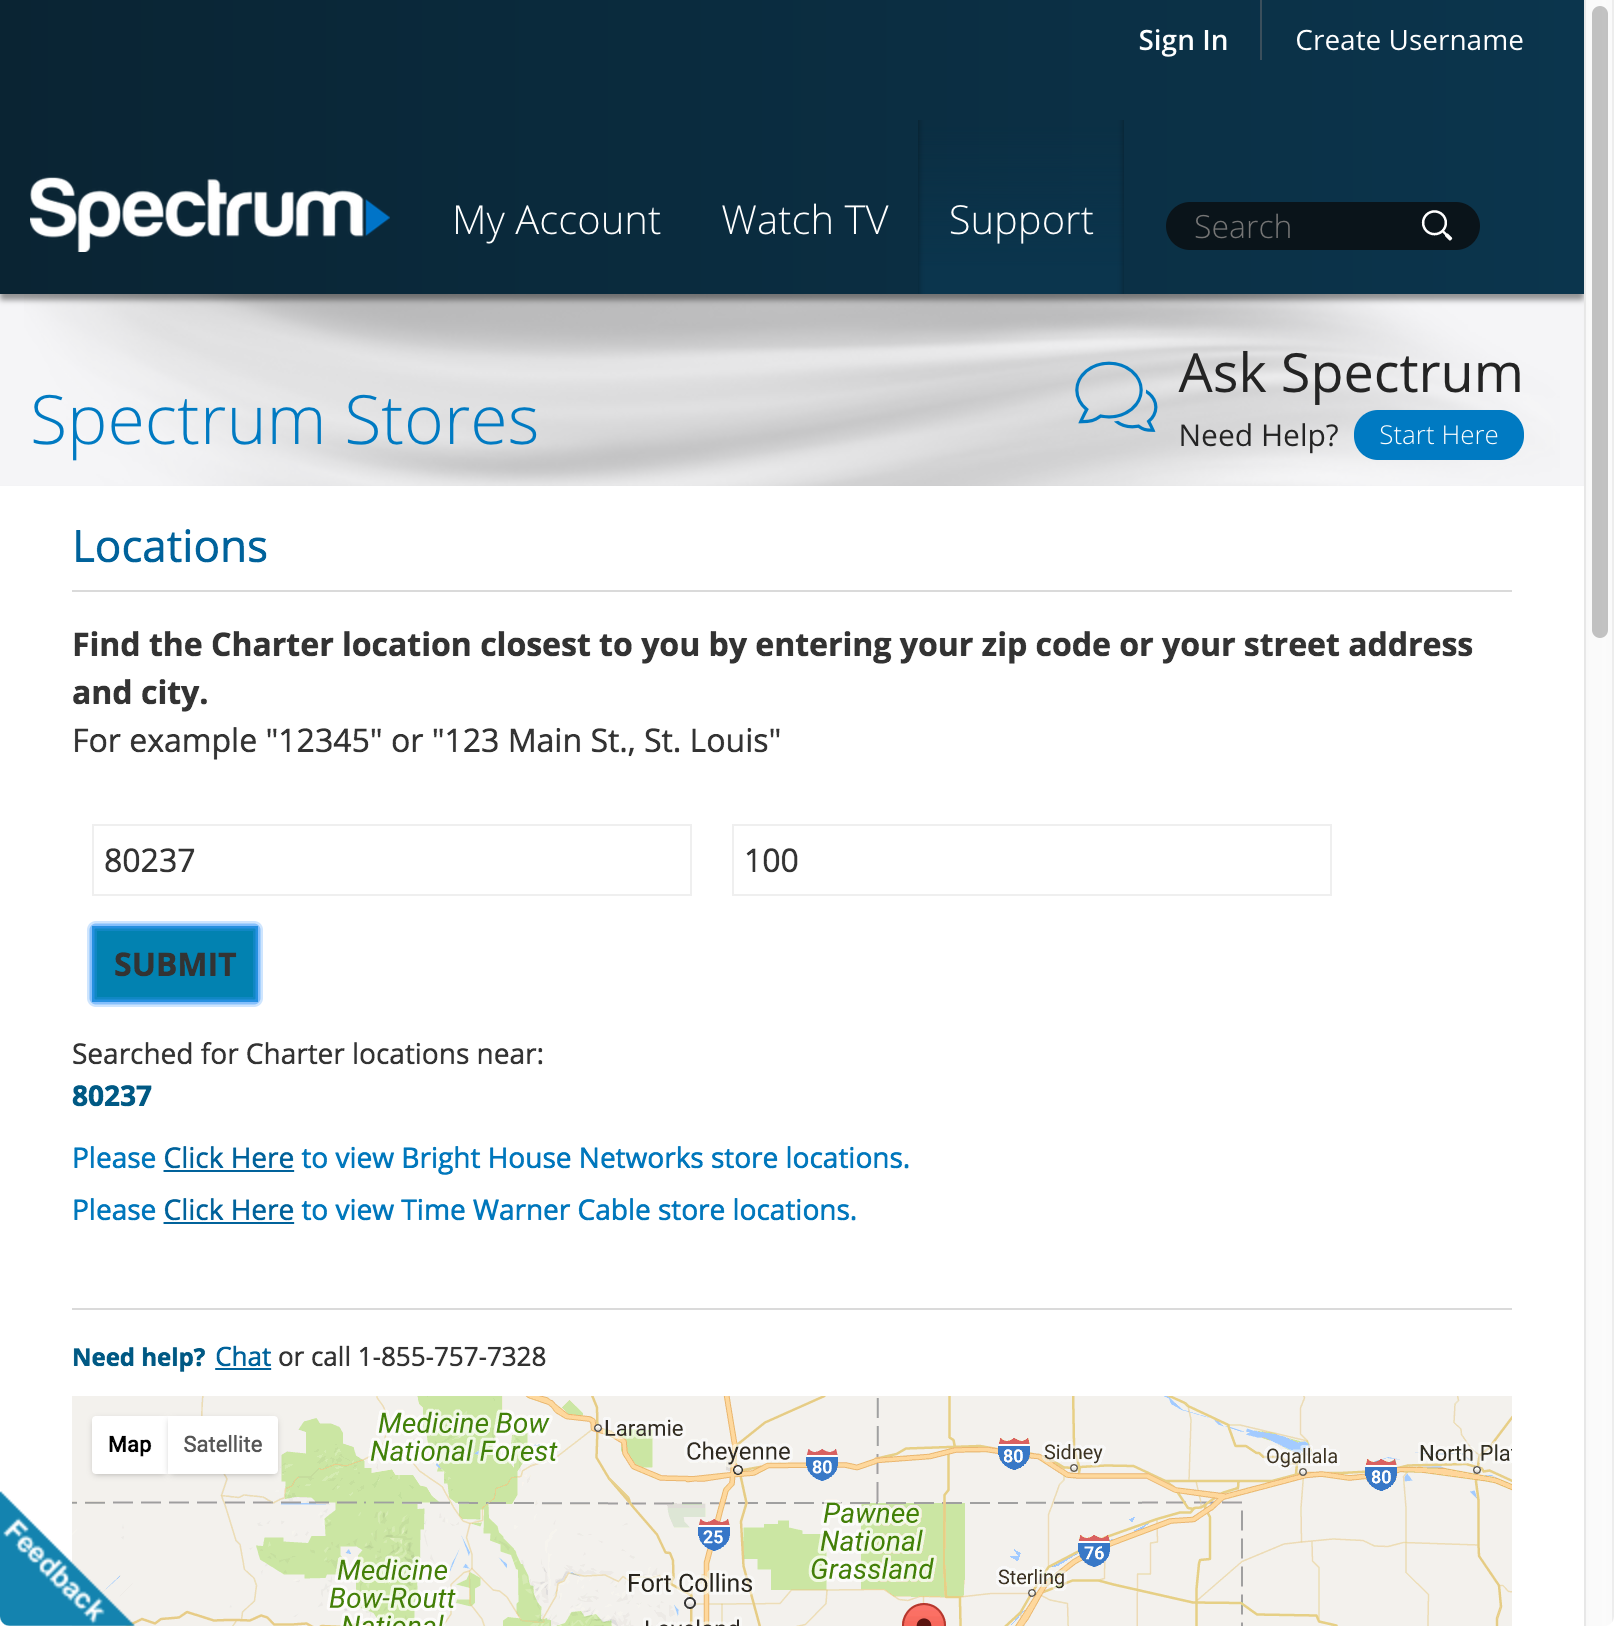 Sign In
Create Username
Spectrum
My Account
Watch TV
Support
Search
Spectrum Stores
Ask Spectrum
Need Help?
Start Here
Locations
Find the Charter location closest to you by entering your zip code or your street address
and city.
For example "12345" or "123 Main St., St. Louis"
80237
100
SUBMIT
Searched for Charter locations near:
80237
Please Click Here to view Bright House Networks store locations.
Please Click Here to view Time Warner Cable store locations.
Need help? Chat or call 1-855-757-7328
Map
Satellite
Medicine Bow
National Forest
Laramie
Cheyenne
80
80
Sidney
Ogallala
80
North Pla
25
Pawnee
National
Grassland
76
Sterling
Medicine
Bow-Routt
National
Fort Collins
Loveland
Feedback